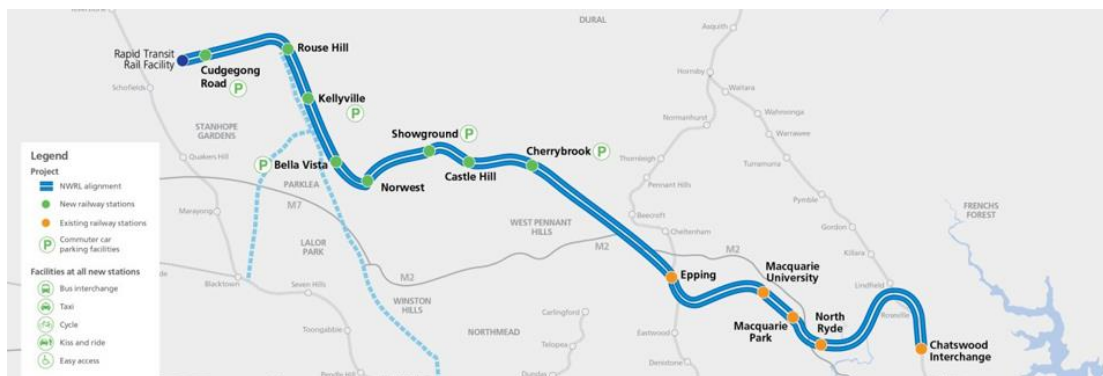 DURAL
Asquith
Rapid Transit
Rail Facility
Rouse Hill
Cudgegong
Road
P
Hornsby
Waitara
Schofields
Kellyville
P
Wahroonga
Normanhurst
Warrawee
STANHOPE
GARDENS
Showground P
Cherrybrook P
Thornleigh
Turramurra
Legend
Project
NWRL alignment
New railway stations
Existing railway stations
P
Commuter car
parking facilities
Facilities at all new stations
Bus interchange
Taxi
Cycle
Kiss and ride
Easy access
Quakers Hill
P Bella Vista
Norwest
Castle Hill
Pennant Hills
Pymble
PARKLEA
M7
Marayong
WEST PENNANT
HILLS
Beecroft
Cheltenham
Gordon
FRENCHS
FOREST
LALOR
PARK
M2
M2
Killara
M2
Epping
Macquarie
University
Lindfield
Blacktown
Seven Hills
WINSTON
HILLS
Carlingford
Macquarie
Park
North
Ryde
Roseville
Toongabbie
NORTHMEAD
Eastwood
Telopea
Chatswood
Interchange
Pendle Hill
Dundas
Denistone